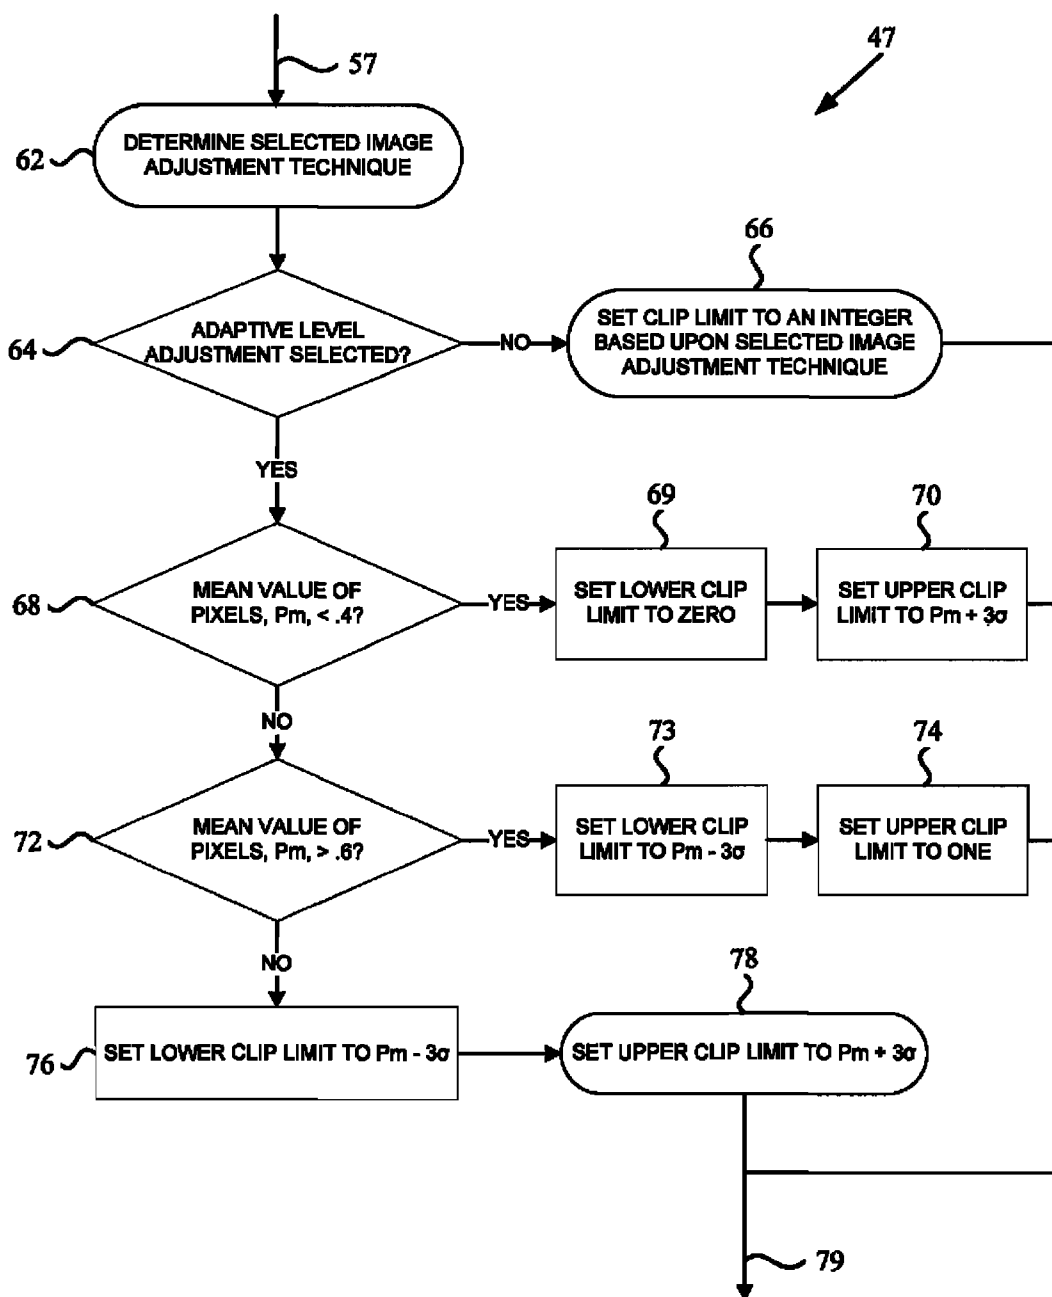 57
47
62
DETERMINE SELECTED IMAGE
ADJUSTMENT TECHNIQUE
66
64
ADAPTIVE LEVEL
ADJUSTMENT SELECTED?
NO
SET CLIP LIMIT TO AN INTEGER
BASED UPON SELECTED IMAGE
ADJUSTMENT TECHNIQUE
YES
69
70
68
MEAN VALUE OF
PIXELS, Pm, < .4?
YES
SET LOWER CLIP
LIMIT TO ZERO
SET UPPER CLIP
LIMIT TO Pm + 3σ
NO
73
74
72
MEAN VALUE OF
PIXELS, Pm, > .6?
YES
SET LOWER CLIP
LIMIT TO Pm - 3σ
SET UPPER CLIP
LIMIT TO ONE
NO
78
76
SET LOWER CLIP LIMIT TO Pm - 3σ
SET UPPER CLIP LIMIT TO Pm + 3σ
79